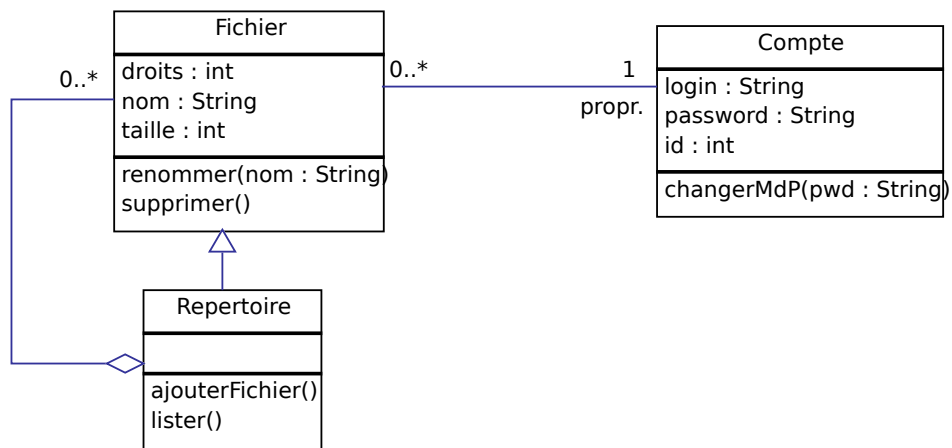 Fichier
droits : int
nom : String
taille : int
renommer(nom : String)
supprimer()
0..*
0..*
1
propr.
Compte
login : String
password : String
id : int
changerMdP(pwd : String)
Repertoire
ajouterFichier()
lister()